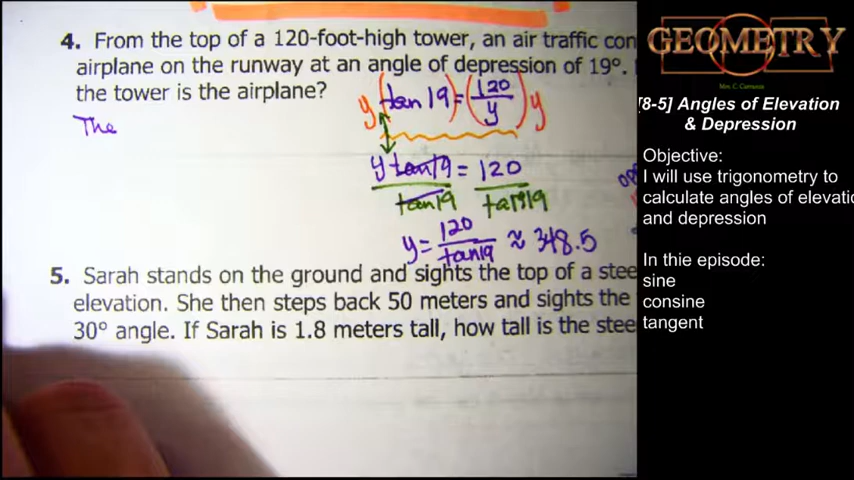 4. From the top of a 120-foot-high tower, an air traffic con
airplane on the runway at an angle of depression of 19°.
the tower is the airplane?
The
y(tan 19) = (120/y)y
y tan19 = 120
tan19 tan19
y = 120/tan19 ≈ 348.5
5. Sarah stands on the ground and sights the top of a stee
elevation. She then steps back 50 meters and sights the
30° angle. If Sarah is 1.8 meters tall, how tall is the stee
GEOMETRY
[8-5] Angles of Elevation
& Depression
Objective:
I will use trigonometry to
calculate angles of elevatio
and depression
In thie episode:
sine
consine
tangent